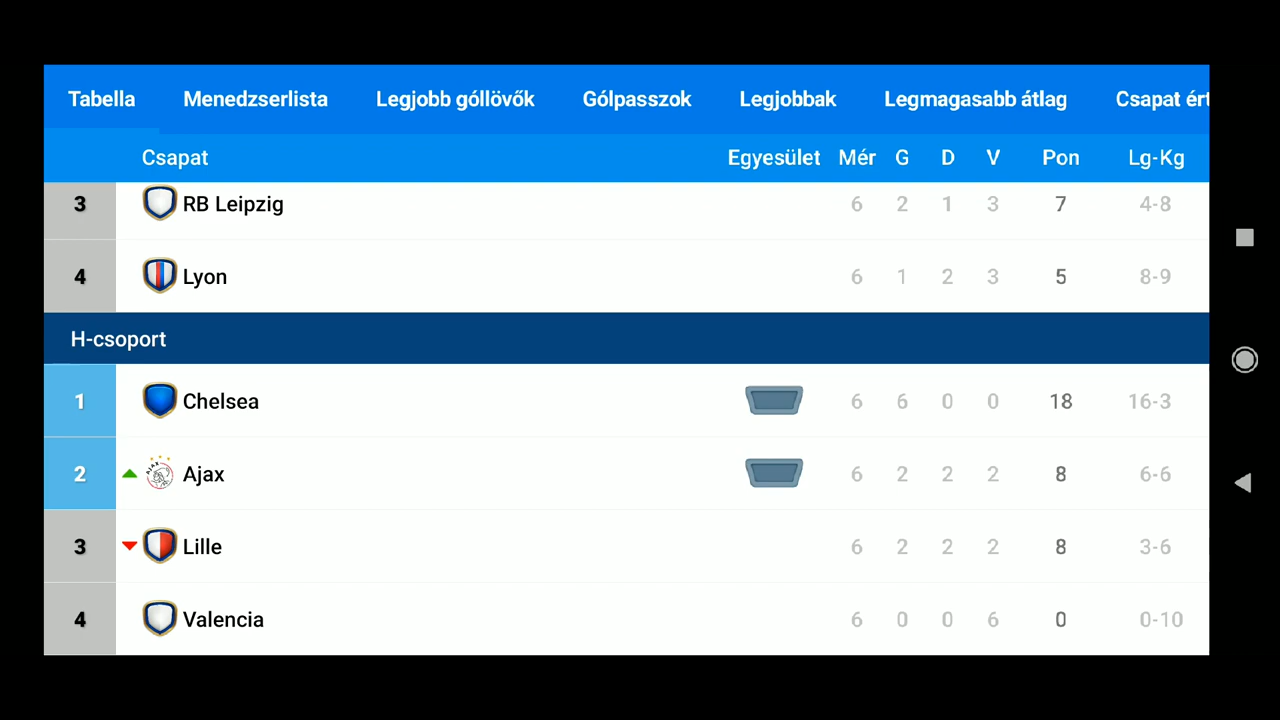 Tabella Menedzserlista Legjobb góllövők Gólpasszok Legjobbak Legmagasabb átlag Csapat ért
Csapat Egyesület Mér G D V Pon Lg-Kg
3 RB Leipzig 6 2 1 3 7 4-8
4 Lyon 6 1 2 3 5 8-9
H-csoport
1 Chelsea 6 6 0 0 18 16-3
2 AJAX Ajax 6 2 2 2 8 6-6
3 Lille 6 2 2 2 8 3-6
4 Valencia 6 0 0 6 0 0-10